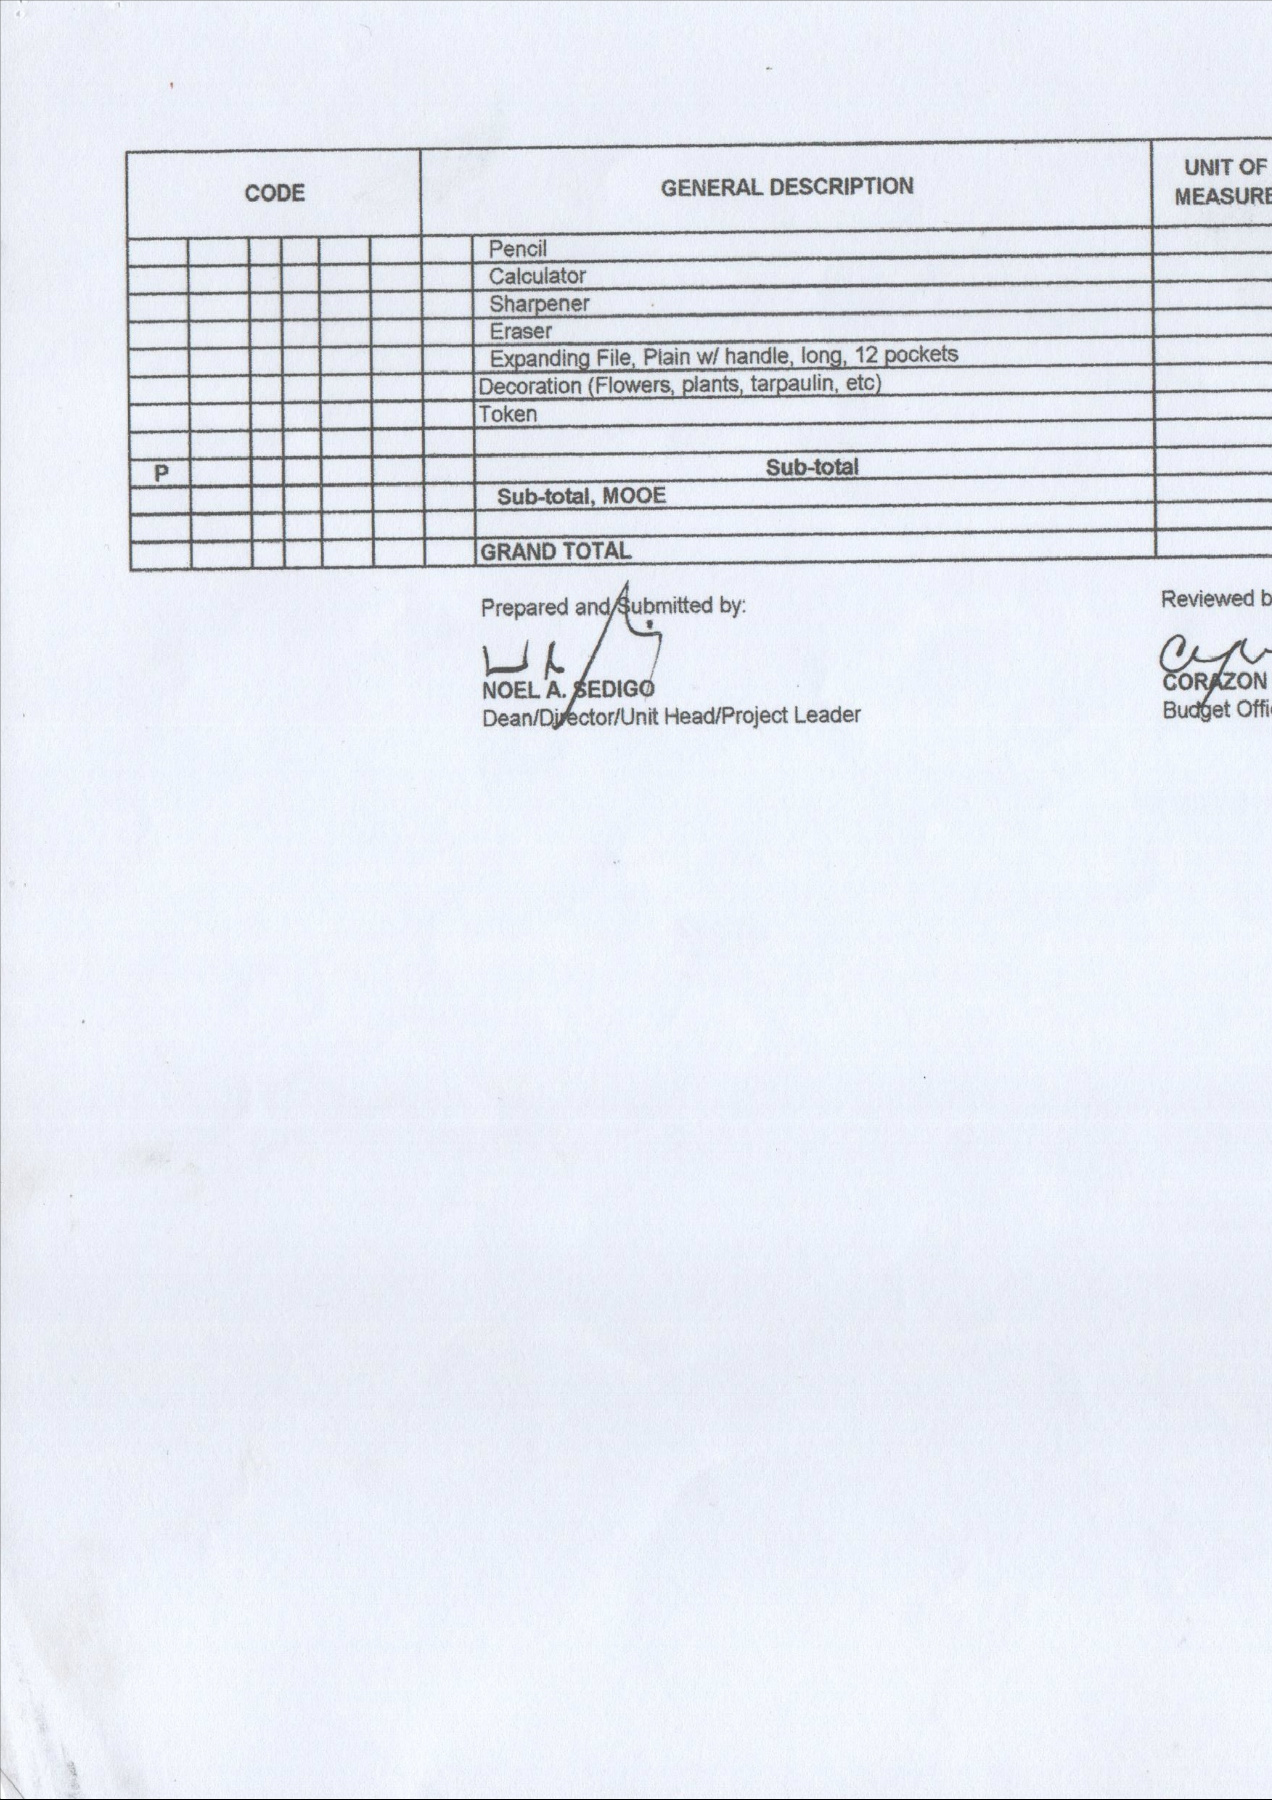 CODE GENERAL DESCRIPTION UNIT OF
MEASURE
Pencil
Calculator
Sharpener
Eraser
Expanding File, Plain w/ handle, long, 12 pockets
Decoration (Flowers, plants, tarpaulin, etc)
Token
P Sub-total
Sub-total, MOOE
GRAND TOTAL
Prepared and Submitted by: Reviewed b
NOEL A. SEDIGO CORAZON
Dean/Director/Unit Head/Project Leader Budget Offi